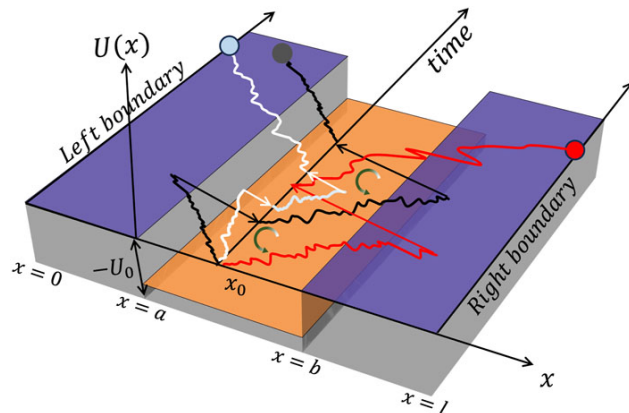 U(x)
time
Left boundary
x = 0
−U₀
x = a
x₀
x = b
x = l
Right boundary
x